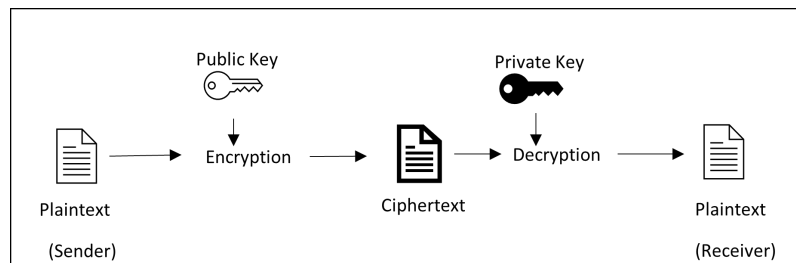 Public Key
Private Key
Encryption
Decryption
Plaintext
Ciphertext
Plaintext
(Sender)
(Receiver)